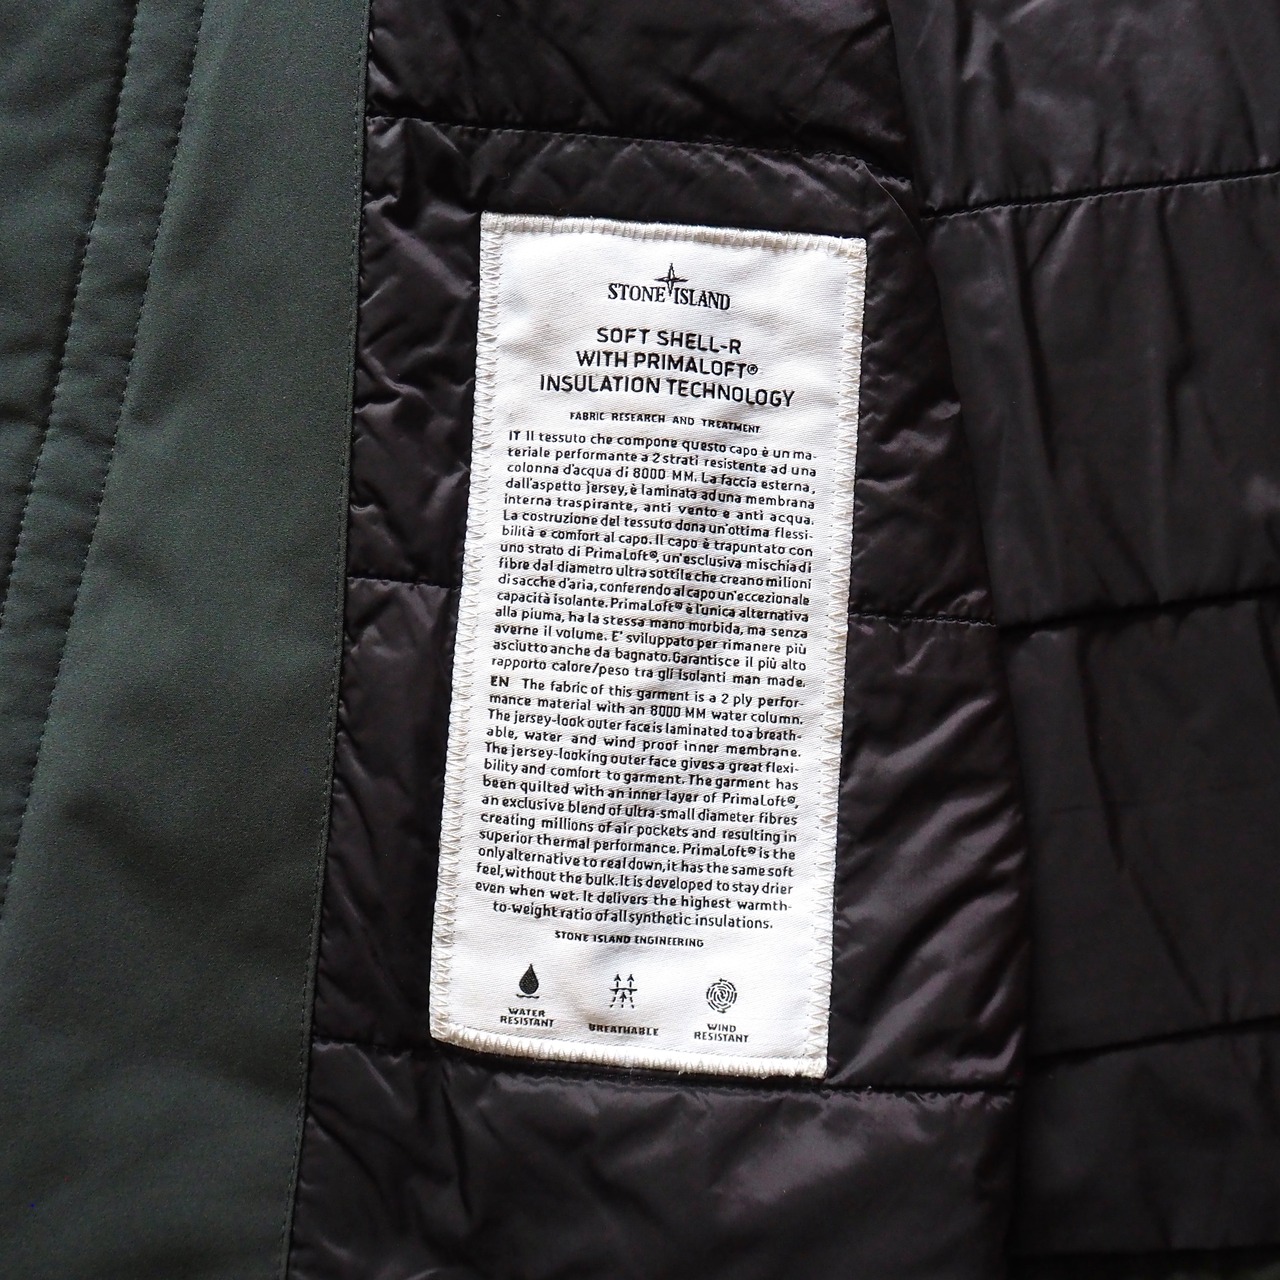 STONE ISLAND
SOFT SHELL-R
WITH PRIMALOFT®
INSULATION TECHNOLOGY
FABRIC RESEARCH AND TREATMENT
IT Il tessuto che compone questo capo è un ma-
teriale performante a 2 strati resistente ad una
colonna d'acqua di 8000 MM. La faccia esterna,
dall'aspetto jersey, è laminata ad una membrana
interna traspirante, anti vento e anti acqua.
La costruzione del tessuto dona un'ottima flessi-
bilità e comfort al capo. Il capo è trapuntato con
uno strato di PrimaLoft®, un'esclusiva mischia di
fibre dal diametro ultra sottile che creano milioni
di sacche d'aria, conferendo al capo un'eccezionale
capacità isolante. PrimaLoft® è l'unica alternativa
alla piuma, ha la stessa mano morbida, ma senza
averne il volume. E' sviluppato per rimanere più
asciutto anche da bagnato. Garantisce il più alto
rapporto calore/peso tra gli isolanti man made.
EN The fabric of this garment is a 2 ply perfor-
mance material with an 8000 MM water column.
The jersey-look outer face is laminated to a breath-
able, water and wind proof inner membrane.
The jersey-looking outer face gives a great flexi-
bility and comfort to garment. The garment has
been quilted with an inner layer of PrimaLoft®,
an exclusive blend of ultra-small diameter fibres
creating millions of air pockets and resulting in
superior thermal performance. PrimaLoft® is the
only alternative to real down, it has the same soft
feel, without the bulk. It is developed to stay drier
even when wet. It delivers the highest warmth-
to-weight ratio of all synthetic insulations.
STONE ISLAND ENGINEERING
WATER
RESISTANT
BREATHABLE
WIND
RESISTANT